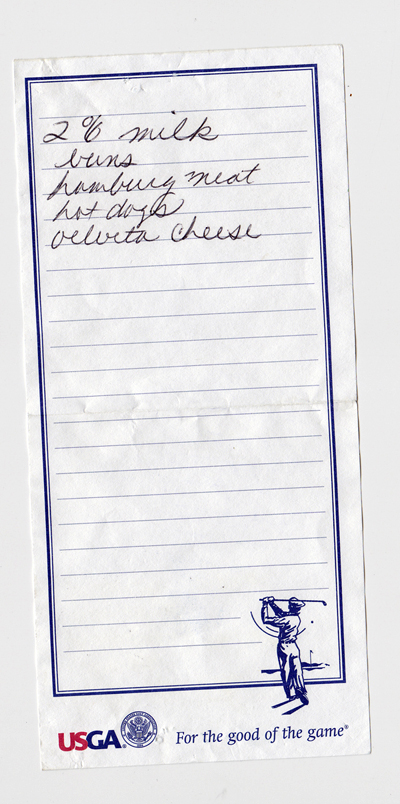 2% milk
buns
hamburg meat
hot dogs
velveta cheese
USGA® For the good of the game®